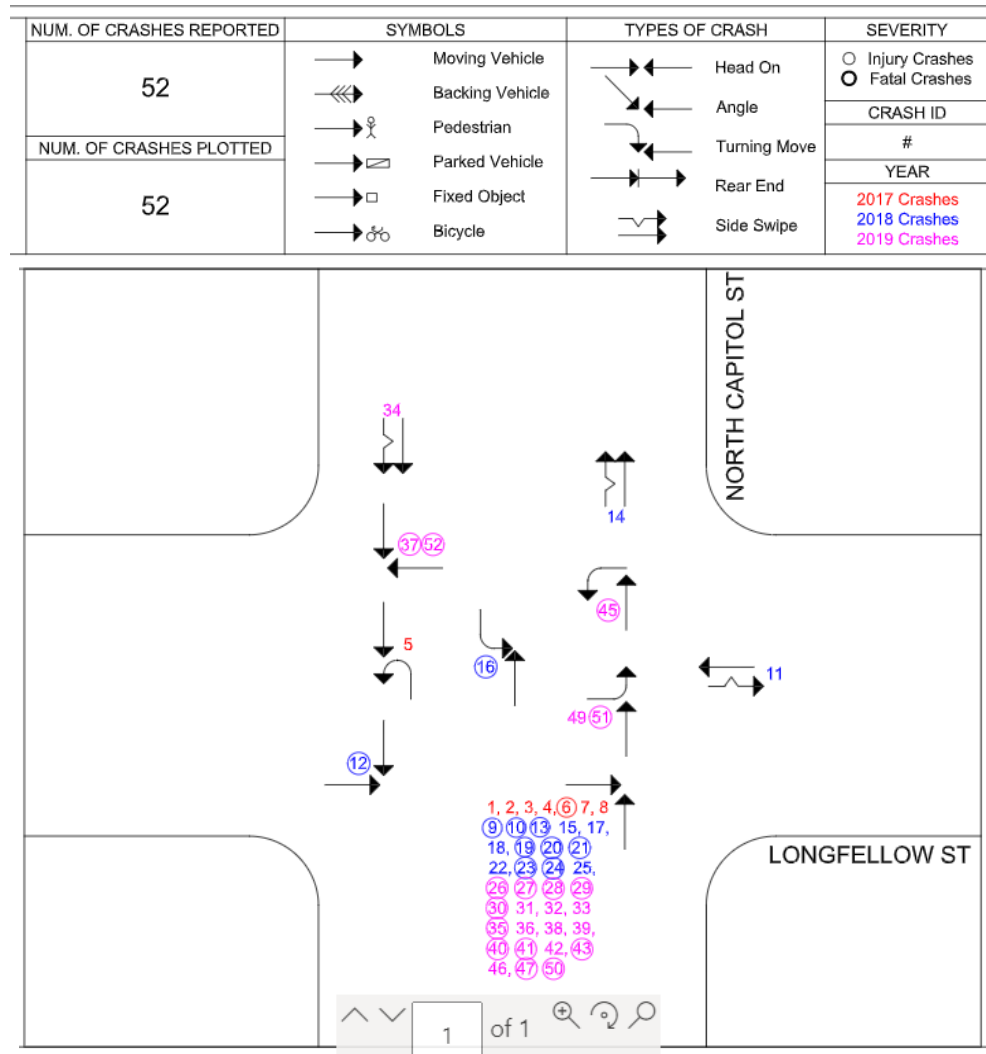 NUM. OF CRASHES REPORTED
52
NUM. OF CRASHES PLOTTED
52
SYMBOLS
Moving Vehicle
Backing Vehicle
Pedestrian
Parked Vehicle
Fixed Object
Bicycle
TYPES OF CRASH
Head On
Angle
Turning Move
Rear End
Side Swipe
SEVERITY
Injury Crashes
Fatal Crashes
CRASH ID
#
YEAR
2017 Crashes
2018 Crashes
2019 Crashes
NORTH CAPITOL ST
34
14
37 52
45
5
16
11
49 51
12
1, 2, 3, 4, 6 7, 8
9 10 13 15, 17,
18, 19 20 21
22, 23 24 25,
26 27 28 29
30 31, 32, 33
35 36, 38, 39,
40 41 42, 43
46, 47 50
LONGFELLOW ST
1 of 1